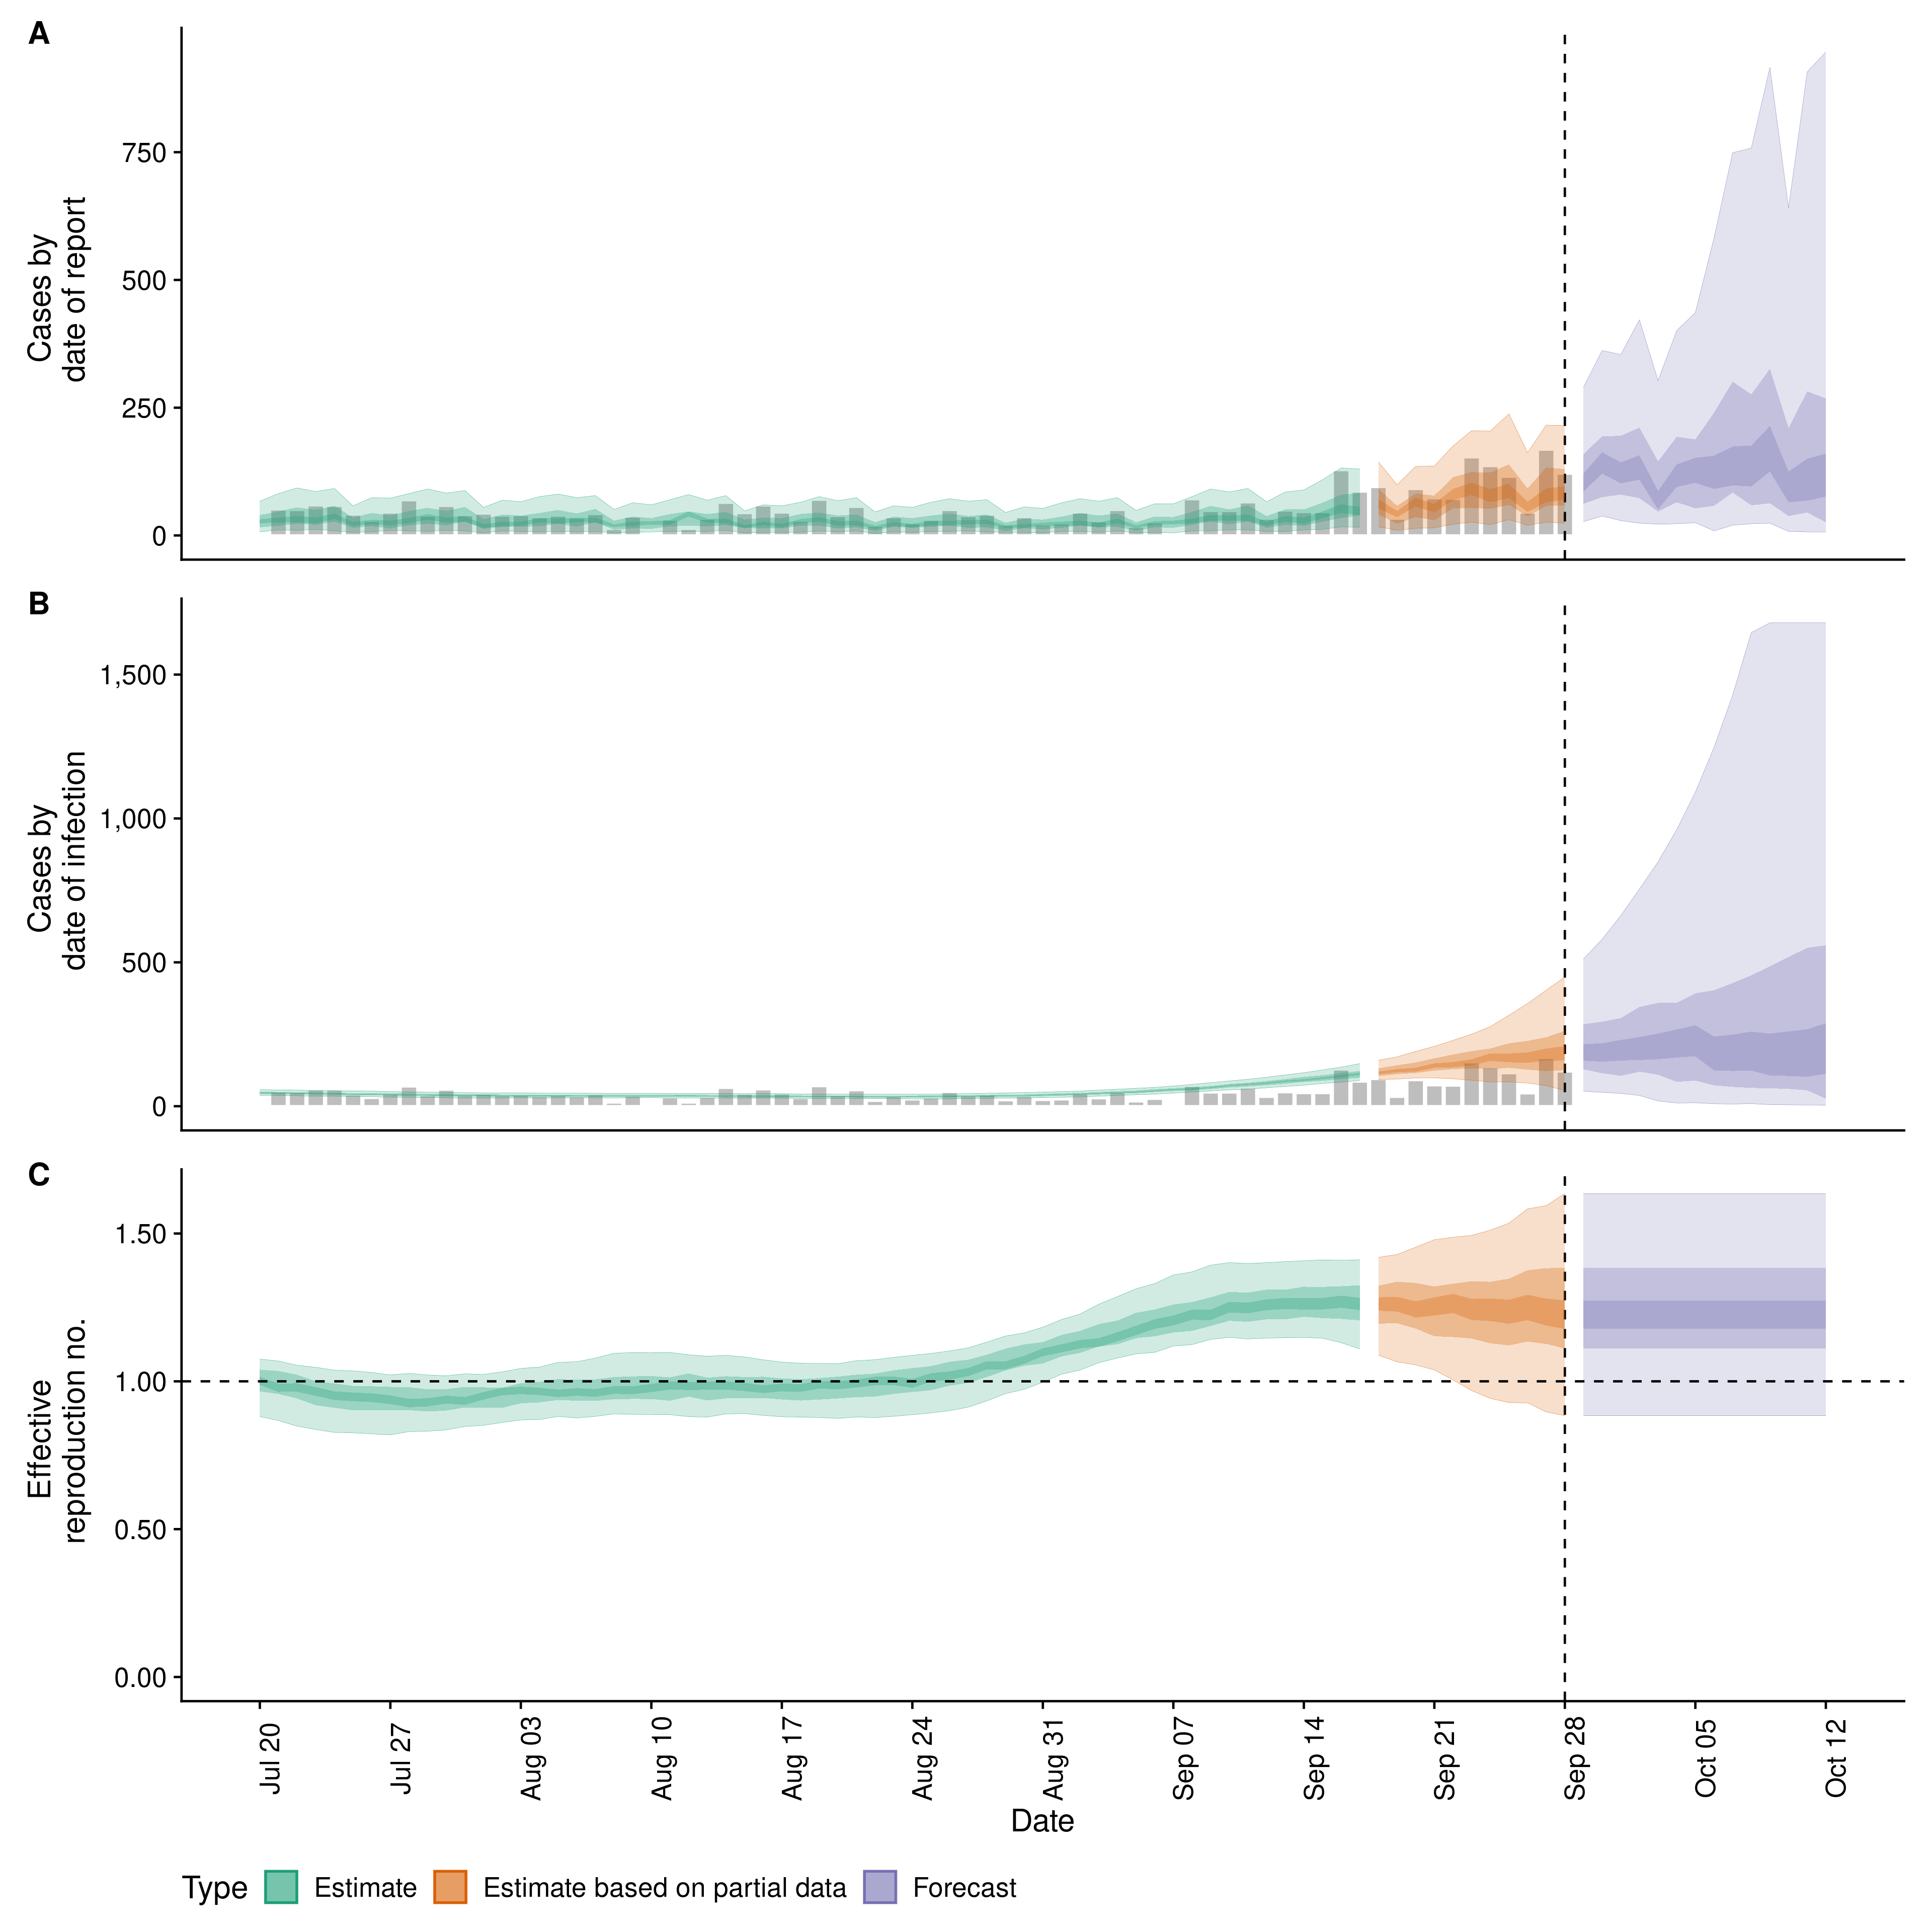 A
Cases by
date of report
750
500
250
0
B
Cases by
date of infection
1,500
1,000
500
0
C
Effective
reproduction no.
1.50
1.00
0.50
0.00
Jul 20
Jul 27
Aug 03
Aug 10
Aug 17
Aug 24
Aug 31
Sep 07
Sep 14
Sep 21
Sep 28
Oct 05
Oct 12
Date
Type
Estimate
Estimate based on partial data
Forecast